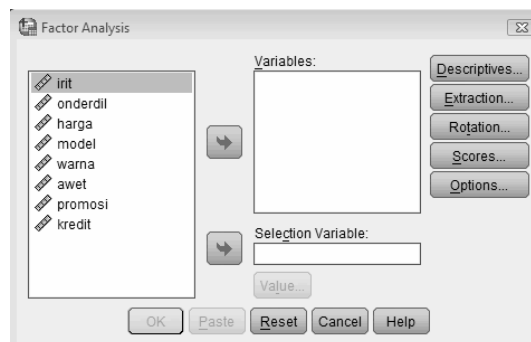 Factor Analysis
irit
onderdil
harga
model
warna
awet
promosi
kredit
Variables:
Selection Variable:
Value...
Descriptives...
Extraction...
Rotation...
Scores...
Options...
OK Paste Reset Cancel Help